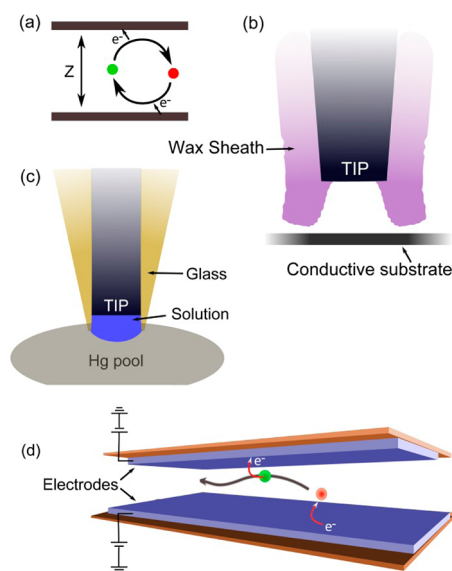 (a)
e-
Z
e-
(b)
Wax Sheath
TIP
Conductive substrate
(c)
Glass
TIP
Solution
Hg pool
(d)
e-
Electrodes
e-